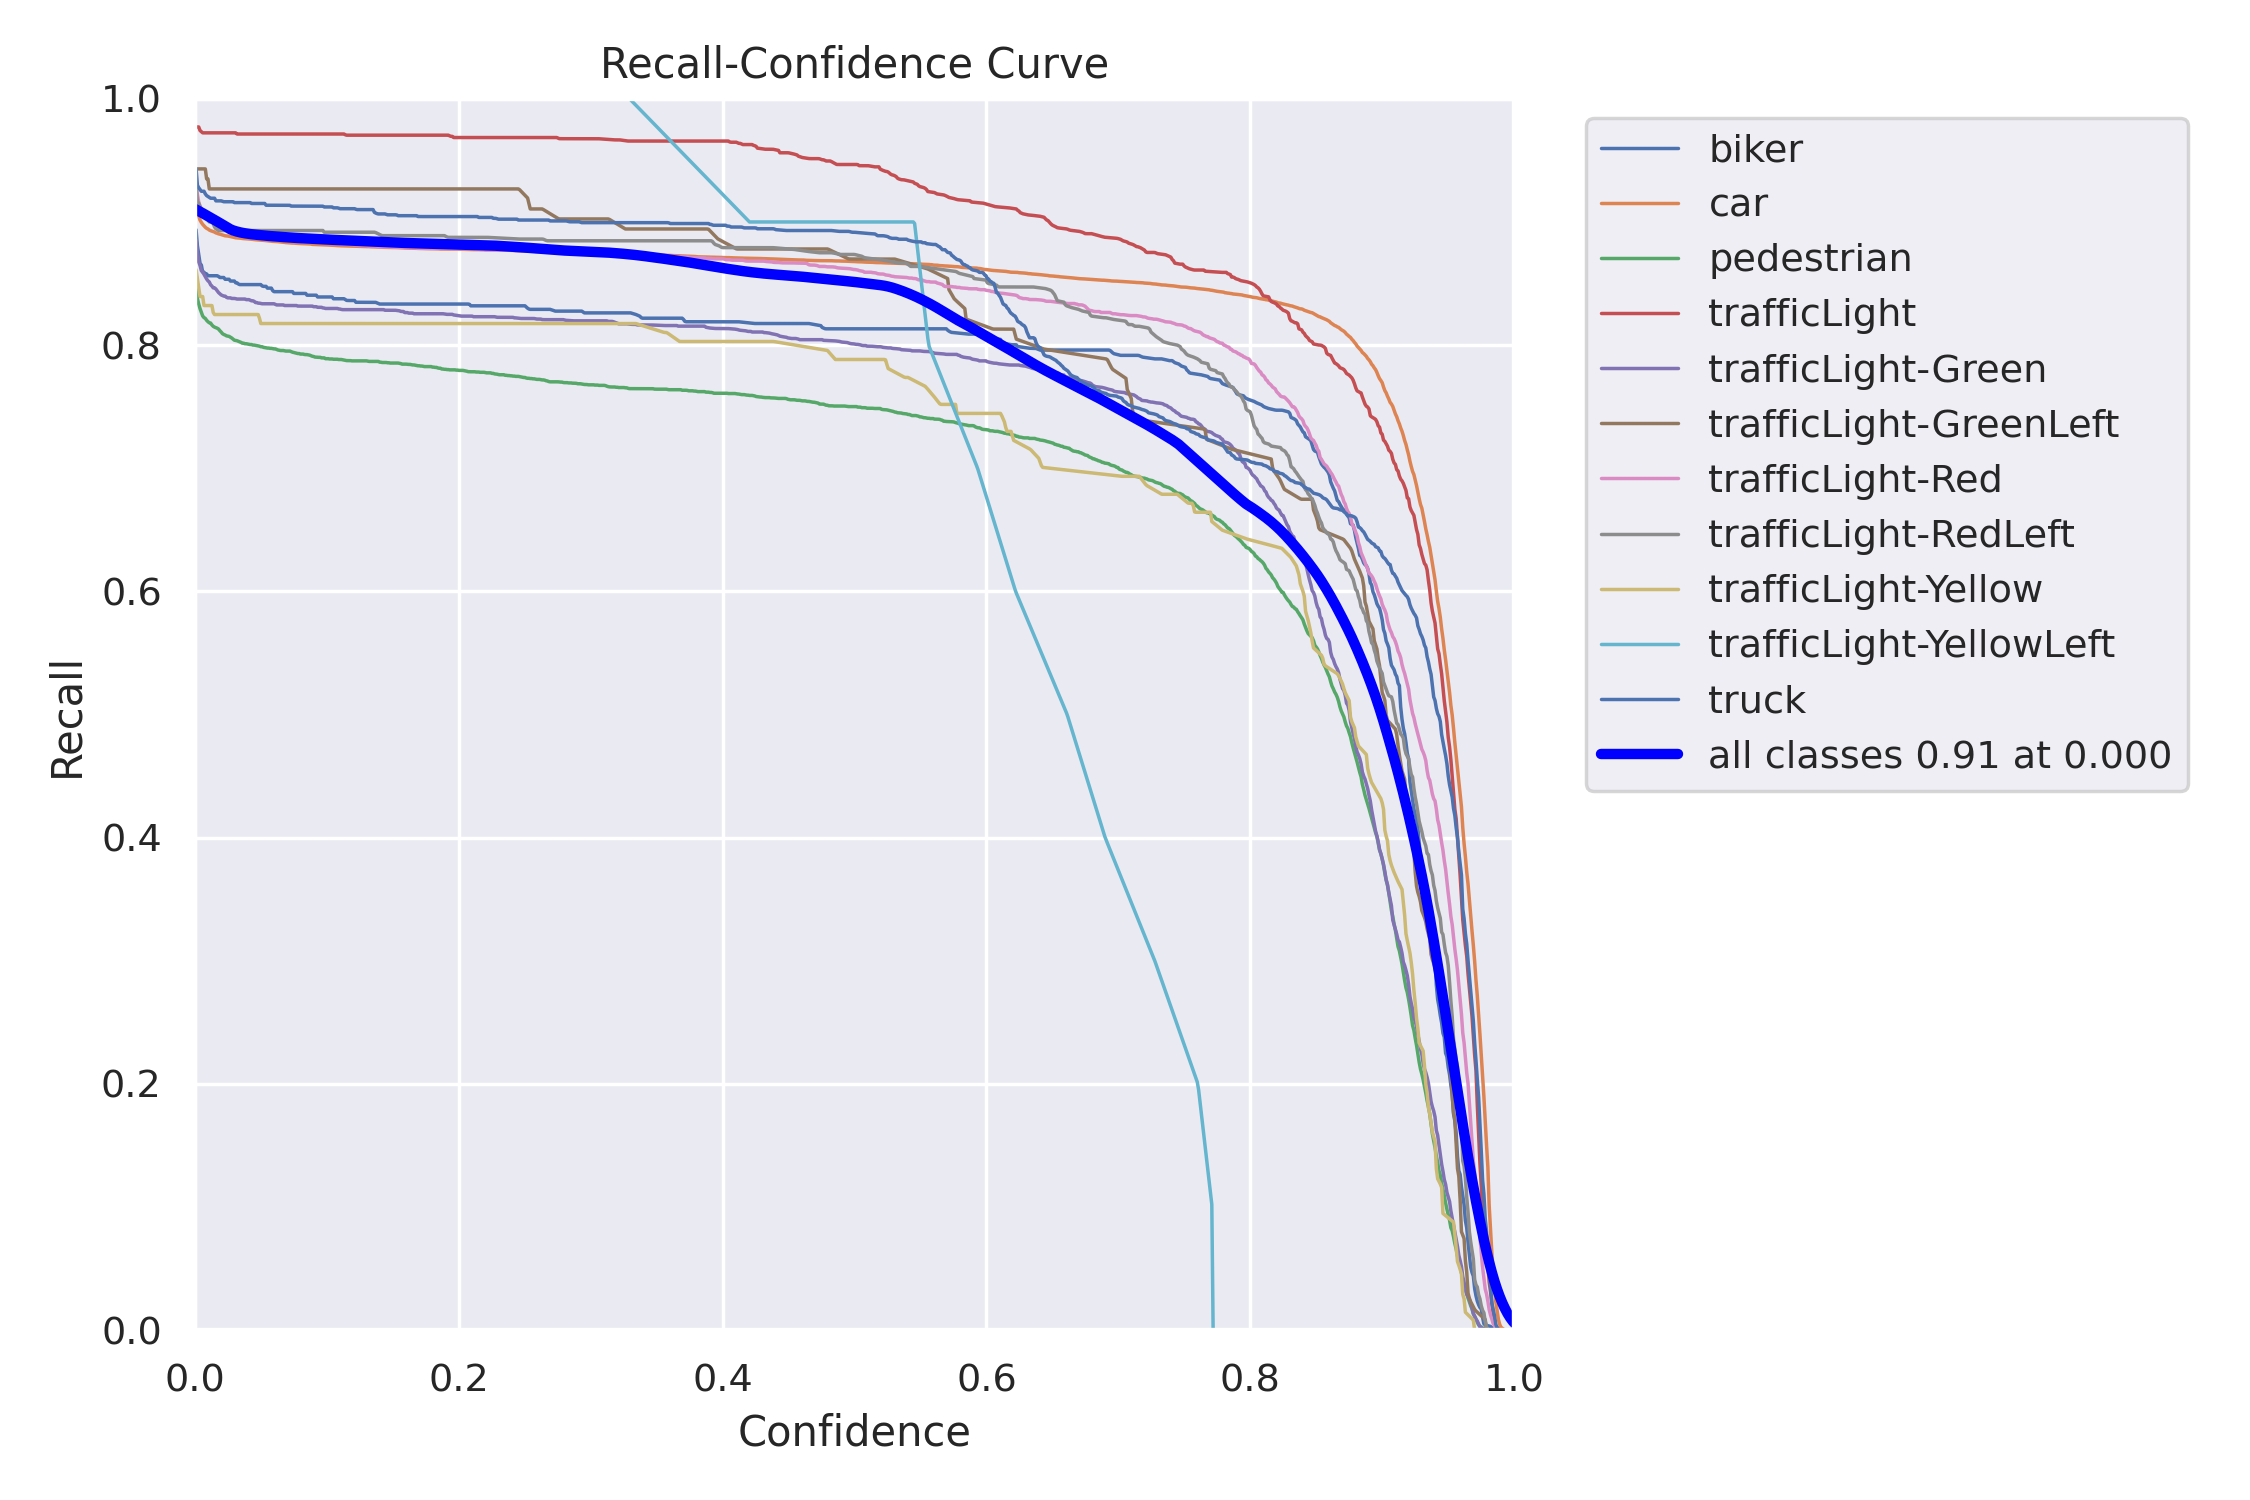 Recall-Confidence Curve
1.0
0.8
0.6
0.4
0.2
0.0
Recall
0.0 0.2 0.4 0.6 0.8 1.0
Confidence
biker
car
pedestrian
trafficLight
trafficLight-Green
trafficLight-GreenLeft
trafficLight-Red
trafficLight-RedLeft
trafficLight-Yellow
trafficLight-YellowLeft
truck
all classes 0.91 at 0.000